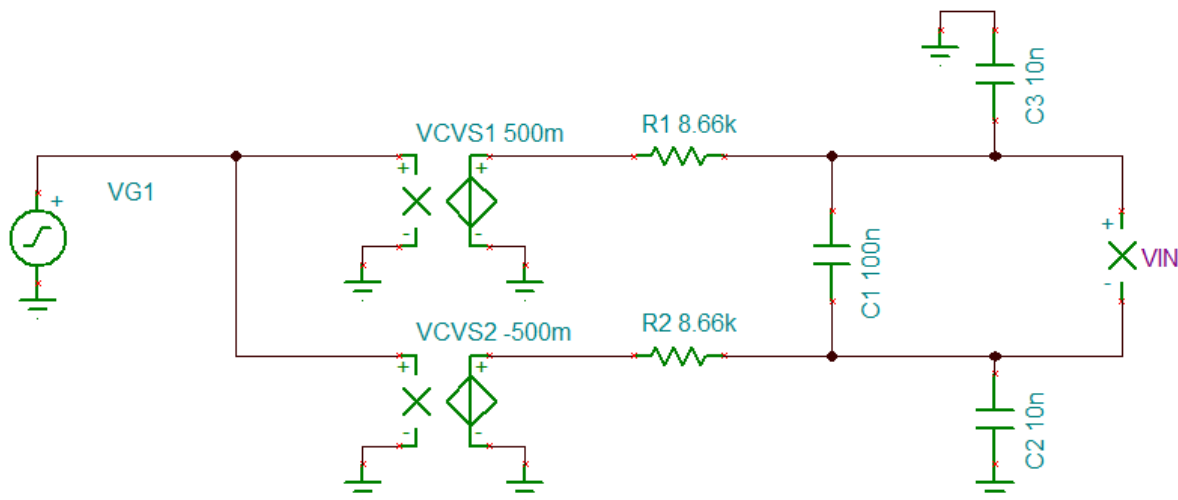 C3 10n
VCVS1 500m
R1 8.66k
VG1
+
+
+
-
-
C1 100n
+
VIN
-
VCVS2 -500m
R2 8.66k
+
+
-
-
C2 10n